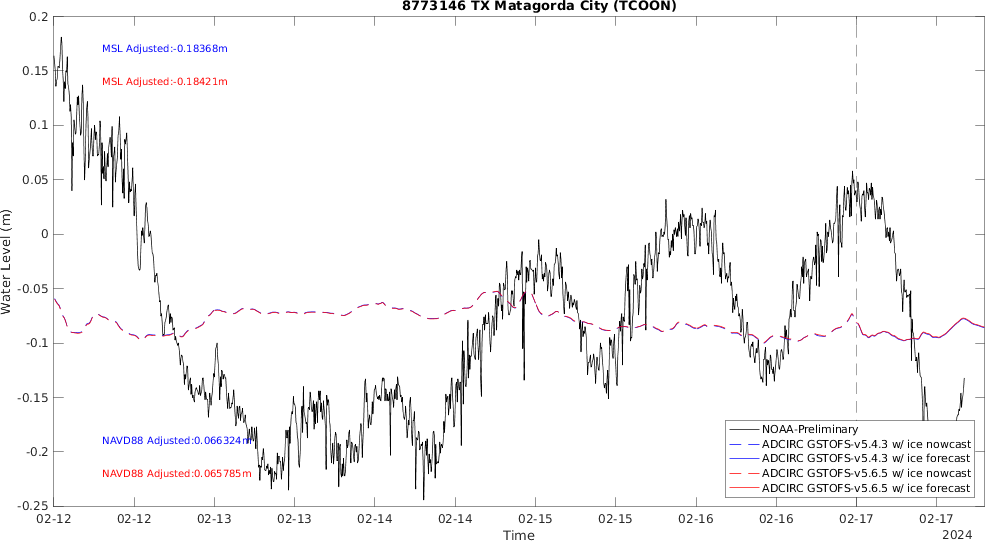 8773146 TX Matagorda City (TCOON)
0.2
0.15
0.1
0.05
0
-0.05
-0.1
-0.15
-0.2
-0.25
Water Level (m)
MSL Adjusted:-0.18368m
MSL Adjusted:-0.18421m
NAVD88 Adjusted:0.066324m
NAVD88 Adjusted:0.065785m
NOAA-Preliminary
ADCIRC GSTOFS-v5.4.3 w/ ice nowcast
ADCIRC GSTOFS-v5.4.3 w/ ice forecast
ADCIRC GSTOFS-v5.6.5 w/ ice nowcast
ADCIRC GSTOFS-v5.6.5 w/ ice forecast
02-12 02-12 02-13 02-13 02-14 02-14 02-15 02-15 02-16 02-16 02-17 02-17
Time
2024